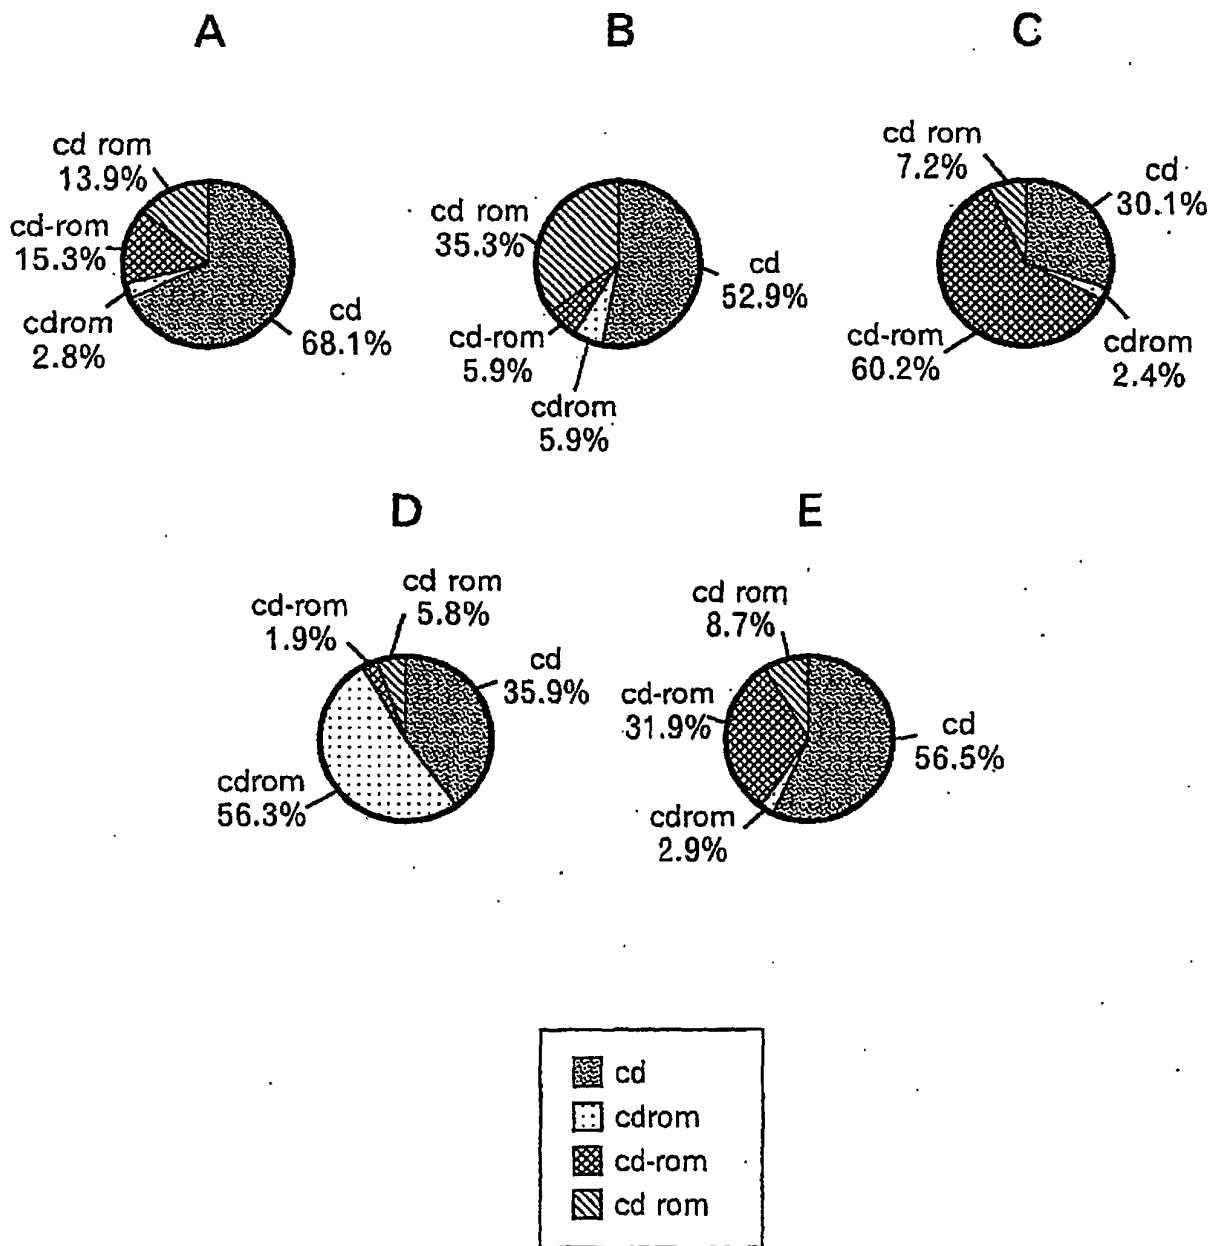 A
cd rom
13.9%
cd-rom
15.3%
cdrom
2.8%
cd
68.1%
B
cd rom
35.3%
cd
52.9%
cd-rom
5.9%
cdrom
5.9%
C
cd rom
7.2%
cd
30.1%
cd-rom
60.2%
cdrom
2.4%
D
cd-rom
1.9%
cd rom
5.8%
cd
35.9%
cdrom
56.3%
E
cd rom
8.7%
cd-rom
31.9%
cd
56.5%
cdrom
2.9%
cd
cdrom
cd-rom
cd rom